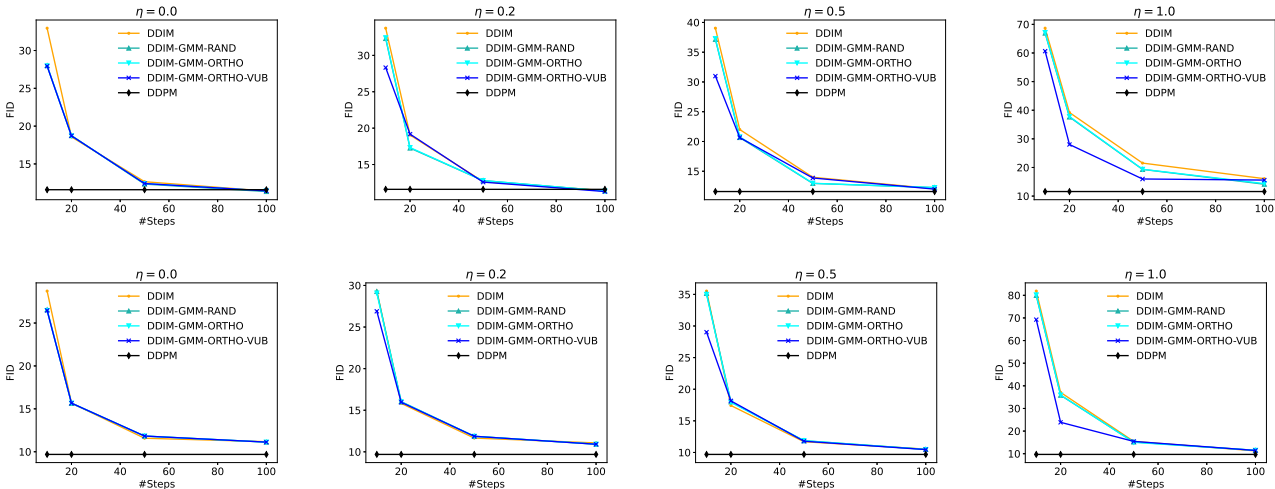 η = 0.0
FID
30
25
20
15
DDIM
DDIM-GMM-RAND
DDIM-GMM-ORTHO
DDIM-GMM-ORTHO-VUB
DDPM
20 40 60 80 100
#Steps
η = 0.2
FID
30
25
20
15
DDIM
DDIM-GMM-RAND
DDIM-GMM-ORTHO
DDIM-GMM-ORTHO-VUB
DDPM
20 40 60 80 100
#Steps
η = 0.5
FID
40
35
30
25
20
15
DDIM
DDIM-GMM-RAND
DDIM-GMM-ORTHO
DDIM-GMM-ORTHO-VUB
DDPM
20 40 60 80 100
#Steps
η = 1.0
FID
70
60
50
40
30
20
10
DDIM
DDIM-GMM-RAND
DDIM-GMM-ORTHO
DDIM-GMM-ORTHO-VUB
DDPM
20 40 60 80 100
#Steps
η = 0.0
FID
25
20
15
10
DDIM
DDIM-GMM-RAND
DDIM-GMM-ORTHO
DDIM-GMM-ORTHO-VUB
DDPM
20 40 60 80 100
#Steps
η = 0.2
FID
30
25
20
15
10
DDIM
DDIM-GMM-RAND
DDIM-GMM-ORTHO
DDIM-GMM-ORTHO-VUB
DDPM
20 40 60 80 100
#Steps
η = 0.5
FID
35
30
25
20
15
10
DDIM
DDIM-GMM-RAND
DDIM-GMM-ORTHO
DDIM-GMM-ORTHO-VUB
DDPM
20 40 60 80 100
#Steps
η = 1.0
FID
80
70
60
50
40
30
20
10
DDIM
DDIM-GMM-RAND
DDIM-GMM-ORTHO
DDIM-GMM-ORTHO-VUB
DDPM
20 40 60 80 100
#Steps